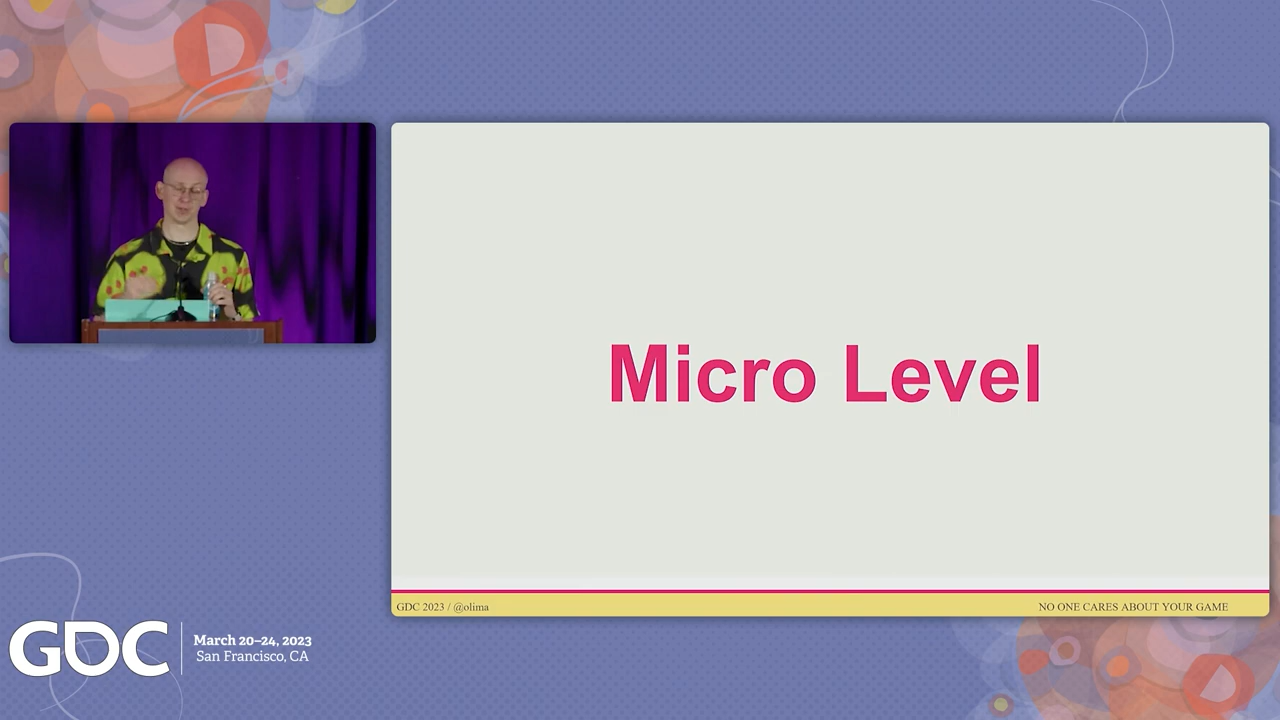 Micro Level
GDC 2023 / @olima
NO ONE CARES ABOUT YOUR GAME
GDC
March 20–24, 2023
San Francisco, CA